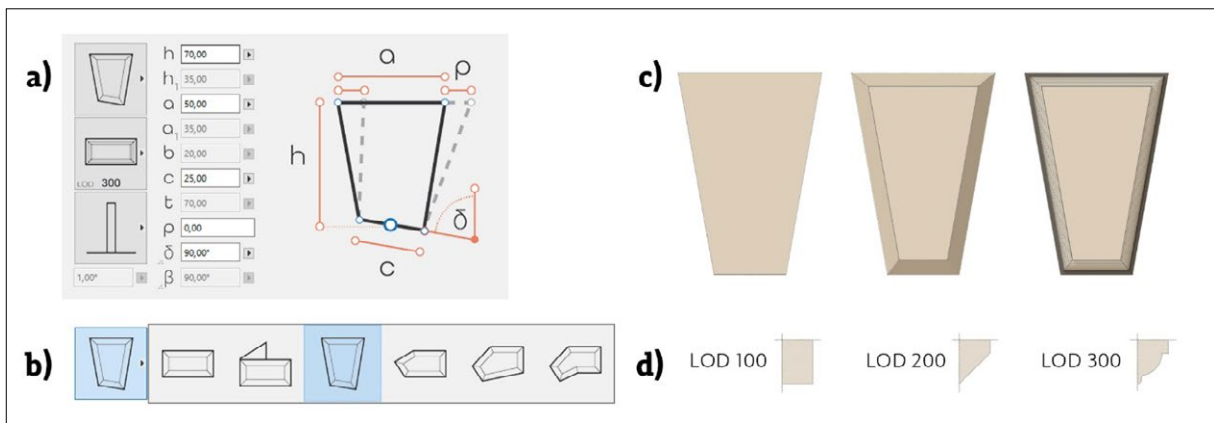 a)
h 70,00
h1 35,00
a 50,00
a1 35,00
b 20,00
c 25,00
t 70,00
ρ 0,00
δ 90,00°
β 90,00°
LOD 300
1,00°
a
ρ
h
δ
c
b)
c)
d)
LOD 100
LOD 200
LOD 300